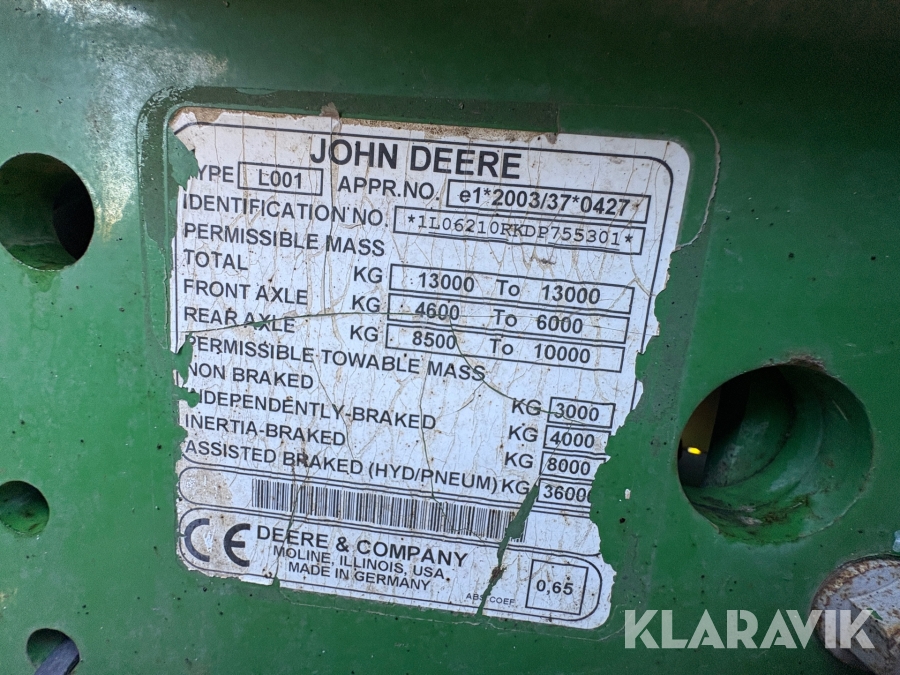 JOHN DEERE
YPE L001 APPR.NO. e1*2003/37*0427*
IDENTIFICATION NO. *1L06210RKDP755301*
PERMISSIBLE MASS
TOTAL KG 13000 To 13000
FRONT AXLE KG 4600 To 6000
REAR AXLE KG 8500 To 10000
PERMISSIBLE TOWABLE MASS
NON BRAKED KG 3000
INDEPENDENTLY-BRAKED KG 4000
INERTIA-BRAKED KG 8000
ASSISTED BRAKED (HYD/PNEUM) KG 36000
CE DEERE & COMPANY
MOLINE, ILLINOIS, USA.
MADE IN GERMANY
ABS.COEF. 0,65
KLARAVIK